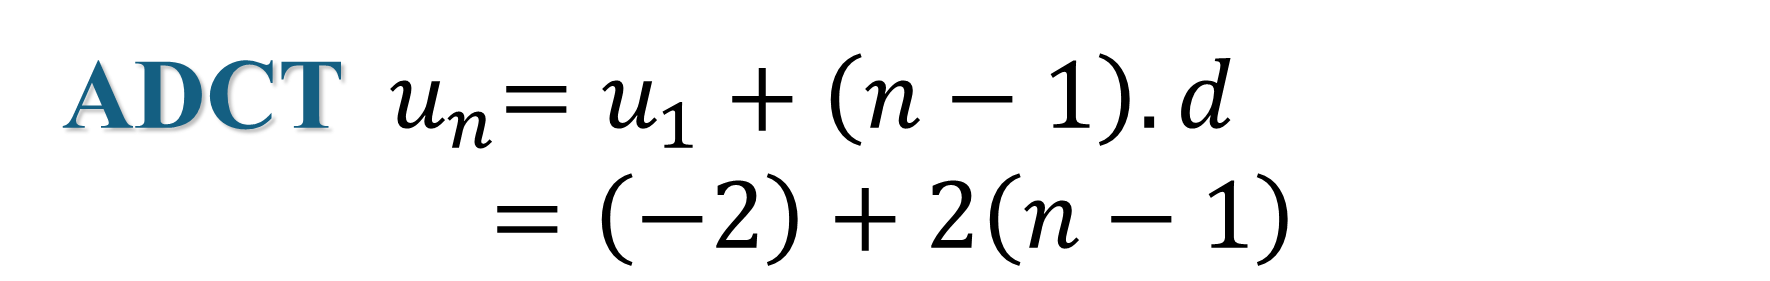 ADCT uₙ= u₁ + (n − 1). d
= (−2) + 2(n − 1)